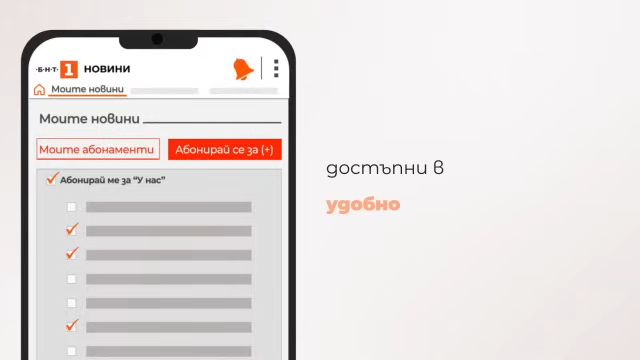 ·Б·Н·Т· 1 НОВИНИ
Моите новини
Моите новини
Моите абонаменти
Абонирай се за (+)
Абонирай ме за “У нас”
достъпни в
удобно